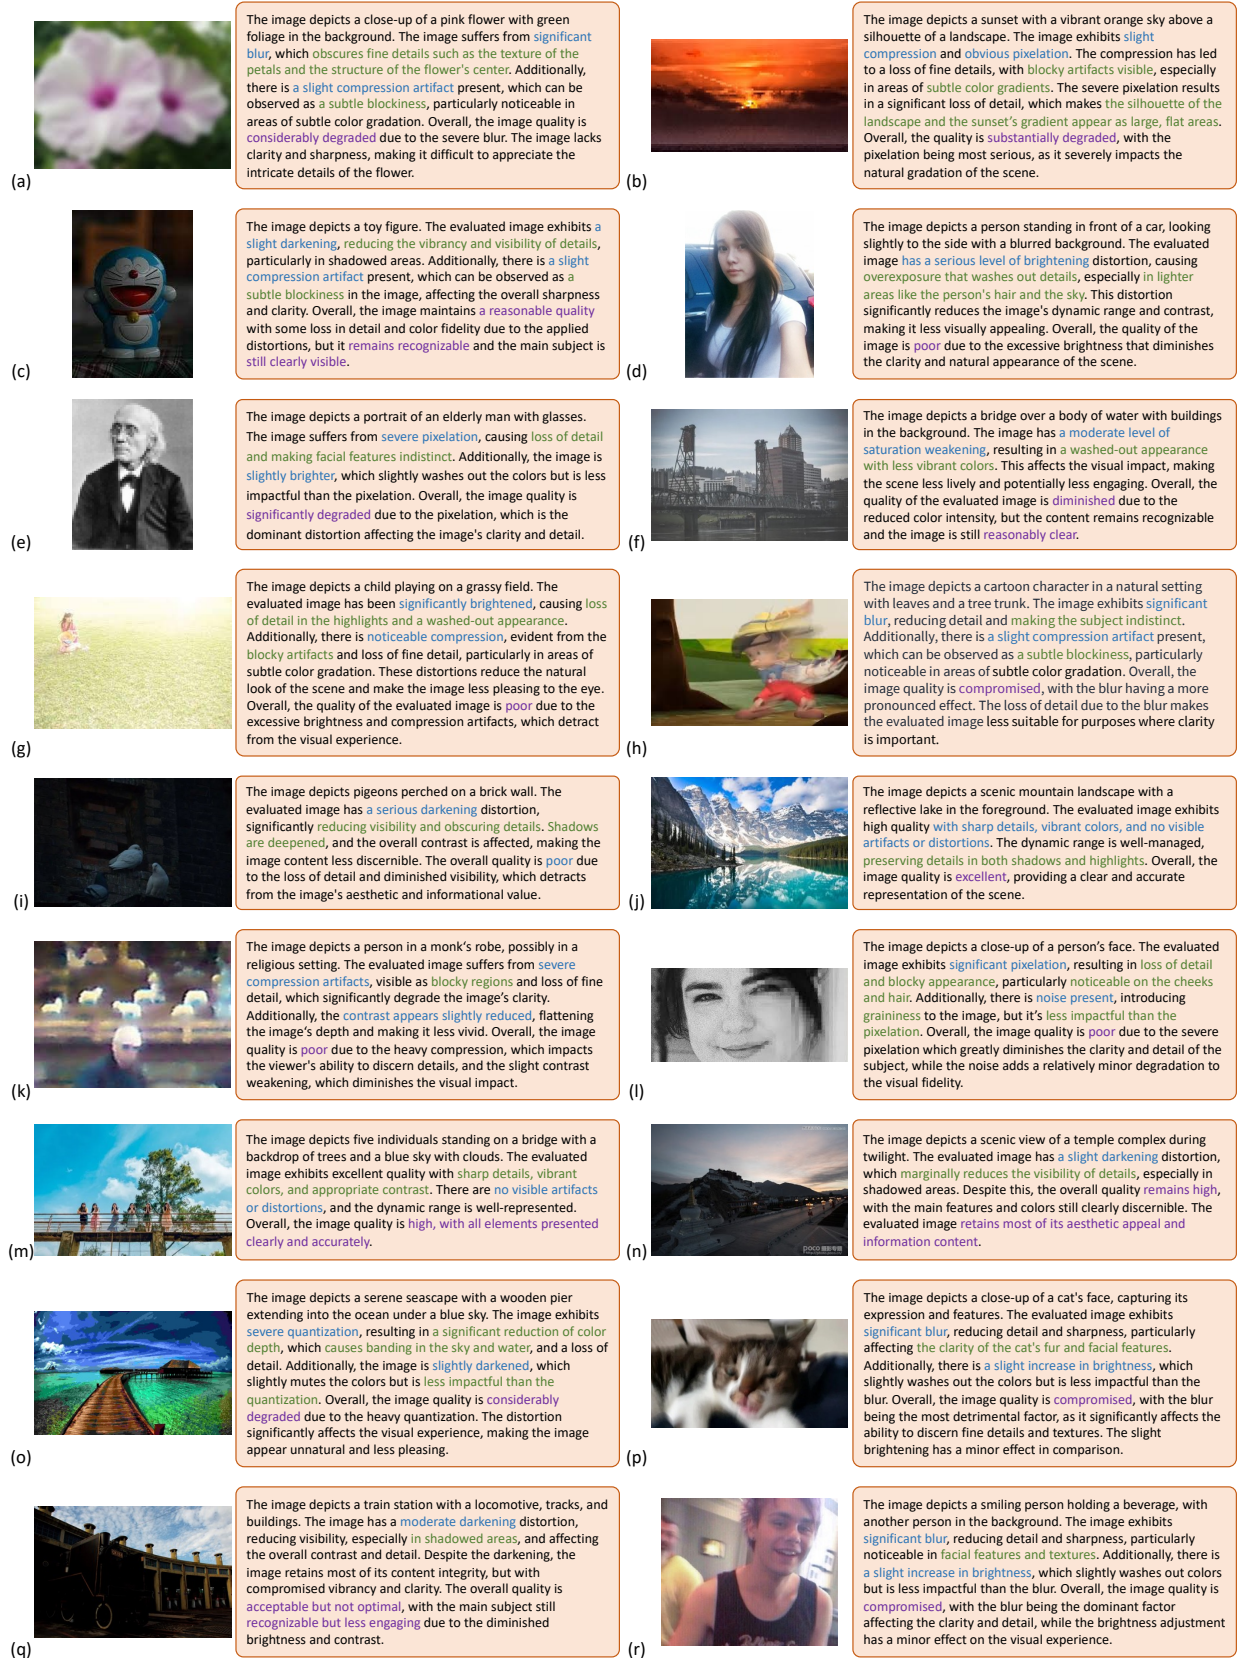 The image depicts a close-up of a pink flower with green
foliage in the background. The image suffers from significant
blur, which obscures fine details such as the texture of the
petals and the structure of the flower's center. Additionally,
there is a slight compression artifact present, which can be
observed as a subtle blockiness, particularly noticeable in
areas of subtle color gradation. Overall, the image quality is
considerably degraded due to the severe blur. The image lacks
clarity and sharpness, making it difficult to appreciate the
intricate details of the flower.
(a)
The image depicts a sunset with a vibrant orange sky above a
silhouette of a landscape. The image exhibits slight
compression and obvious pixelation. The compression has led
to a loss of fine details, with blocky artifacts visible, especially
in areas of subtle color gradients. The severe pixelation results
in a significant loss of detail, which makes the silhouette of the
landscape and the sunset's gradient appear as large, flat areas.
Overall, the quality is substantially degraded, with the
pixelation being most serious, as it severely impacts the
natural gradation of the scene.
(b)
The image depicts a toy figure. The evaluated image exhibits a
slight darkening, reducing the vibrancy and visibility of details,
particularly in shadowed areas. Additionally, there is a slight
compression artifact present, which can be observed as a
subtle blockiness in the image, affecting the overall sharpness
and clarity. Overall, the image maintains a reasonable quality
with some loss in detail and color fidelity due to the applied
distortions, but it remains recognizable and the main subject is
still clearly visible.
(c)
The image depicts a person standing in front of a car, looking
slightly to the side with a blurred background. The evaluated
image has a serious level of brightening distortion, causing
overexposure that washes out details, especially in lighter
areas like the person's hair and the sky. This distortion
significantly reduces the image's dynamic range and contrast,
making it less visually appealing. Overall, the quality of the
image is poor due to the excessive brightness that diminishes
the clarity and natural appearance of the scene.
(d)
The image depicts a portrait of an elderly man with glasses.
The image suffers from severe pixelation, causing loss of detail
and making facial features indistinct. Additionally, the image is
slightly brighter, which slightly washes out the colors but is less
impactful than the pixelation. Overall, the image quality is
significantly degraded due to the pixelation, which is the
dominant distortion affecting the image's clarity and detail.
(e)
The image depicts a bridge over a body of water with buildings
in the background. The image has a moderate level of
saturation weakening, resulting in a washed-out appearance
with less vibrant colors. This affects the visual impact, making
the scene less lively and potentially less engaging. Overall, the
quality of the evaluated image is diminished due to the
reduced color intensity, but the content remains recognizable
and the image is still reasonably clear.
(f)
The image depicts a child playing on a grassy field. The
evaluated image has been significantly brightened, causing loss
of detail in the highlights and a washed-out appearance.
Additionally, there is noticeable compression, evident from the
blocky artifacts and loss of fine detail, particularly in areas of
subtle color gradation. These distortions reduce the natural
look of the scene and make the image less pleasing to the eye.
Overall, the quality of the evaluated image is poor due to the
excessive brightness and compression artifacts, which detract
from the visual experience.
(g)
The image depicts a cartoon character in a natural setting
with leaves and a tree trunk. The image exhibits significant
blur, reducing detail and making the subject indistinct.
Additionally, there is a slight compression artifact present,
which can be observed as a subtle blockiness, particularly
noticeable in areas of subtle color gradation. Overall, the
image quality is compromised, with the blur having a more
pronounced effect. The loss of detail due to the blur makes
the evaluated image less suitable for purposes where clarity
is important.
(h)
The image depicts pigeons perched on a brick wall. The
evaluated image has a serious darkening distortion,
significantly reducing visibility and obscuring details. Shadows
are deepened, and the overall contrast is affected, making the
image content less discernible. The overall quality is poor due
to the loss of detail and diminished visibility, which detracts
from the image's aesthetic and informational value.
(i)
The image depicts a scenic mountain landscape with a
reflective lake in the foreground. The evaluated image exhibits
high quality with sharp details, vibrant colors, and no visible
artifacts or distortions. The dynamic range is well-managed,
preserving details in both shadows and highlights. Overall, the
image quality is excellent, providing a clear and accurate
representation of the scene.
(j)
The image depicts a person in a monk's robe, possibly in a
religious setting. The evaluated image suffers from severe
compression artifacts, visible as blocky regions and loss of fine
detail, which significantly degrade the image's clarity.
Additionally, the contrast appears slightly reduced, flattening
the image's depth and making it less vivid. Overall, the image
quality is poor due to the heavy compression, which impacts
the viewer's ability to discern details, and the slight contrast
weakening, which diminishes the visual impact.
(k)
The image depicts a close-up of a person's face. The evaluated
image exhibits significant pixelation, resulting in loss of detail
and blocky appearance, particularly noticeable on the cheeks
and hair. Additionally, there is noise present, introducing
graininess to the image, but it's less impactful than the
pixelation. Overall, the image quality is poor due to the severe
pixelation which greatly diminishes the clarity and detail of the
subject, while the noise adds a relatively minor degradation to
the visual fidelity.
(l)
The image depicts five individuals standing on a bridge with a
backdrop of trees and a blue sky with clouds. The evaluated
image exhibits excellent quality with sharp details, vibrant
colors, and appropriate contrast. There are no visible artifacts
or distortions, and the dynamic range is well-represented.
Overall, the image quality is high, with all elements presented
clearly and accurately.
(m)
The image depicts a scenic view of a temple complex during
twilight. The evaluated image has a slight darkening distortion,
which marginally reduces the visibility of details, especially in
shadowed areas. Despite this, the overall quality remains high,
with the main features and colors still clearly discernible. The
evaluated image retains most of its aesthetic appeal and
information content.
poco
(n)
The image depicts a serene seascape with a wooden pier
extending into the ocean under a blue sky. The image exhibits
severe quantization, resulting in a significant reduction of color
depth, which causes banding in the sky and water, and a loss of
detail. Additionally, the image is slightly darkened, which
slightly mutes the colors but is less impactful than the
quantization. Overall, the image quality is considerably
degraded due to the heavy quantization. The distortion
significantly affects the visual experience, making the image
appear unnatural and less pleasing.
(o)
The image depicts a close-up of a cat's face, capturing its
expression and features. The evaluated image exhibits
significant blur, reducing detail and sharpness, particularly
affecting the clarity of the cat's fur and facial features.
Additionally, there is a slight increase in brightness, which
slightly washes out the colors but is less impactful than the
blur. Overall, the image quality is compromised, with the blur
being the most detrimental factor, as it significantly affects the
ability to discern fine details and textures. The slight
brightening has a minor effect in comparison.
(p)
The image depicts a train station with a locomotive, tracks, and
buildings. The image has a moderate darkening distortion,
reducing visibility, especially in shadowed areas, and affecting
the overall contrast and detail. Despite the darkening, the
image retains most of its content integrity, but with
compromised vibrancy and clarity. The overall quality is
acceptable but not optimal, with the main subject still
recognizable but less engaging due to the diminished
brightness and contrast.
(q)
The image depicts a smiling person holding a beverage, with
another person in the background. The image exhibits
significant blur, reducing detail and sharpness, particularly
noticeable in facial features and textures. Additionally, there is
a slight increase in brightness, which slightly washes out colors
but is less impactful than the blur. Overall, the image quality is
compromised, with the blur being the dominant factor
affecting the clarity and detail, while the brightness adjustment
has a minor effect on the visual experience.
(r)